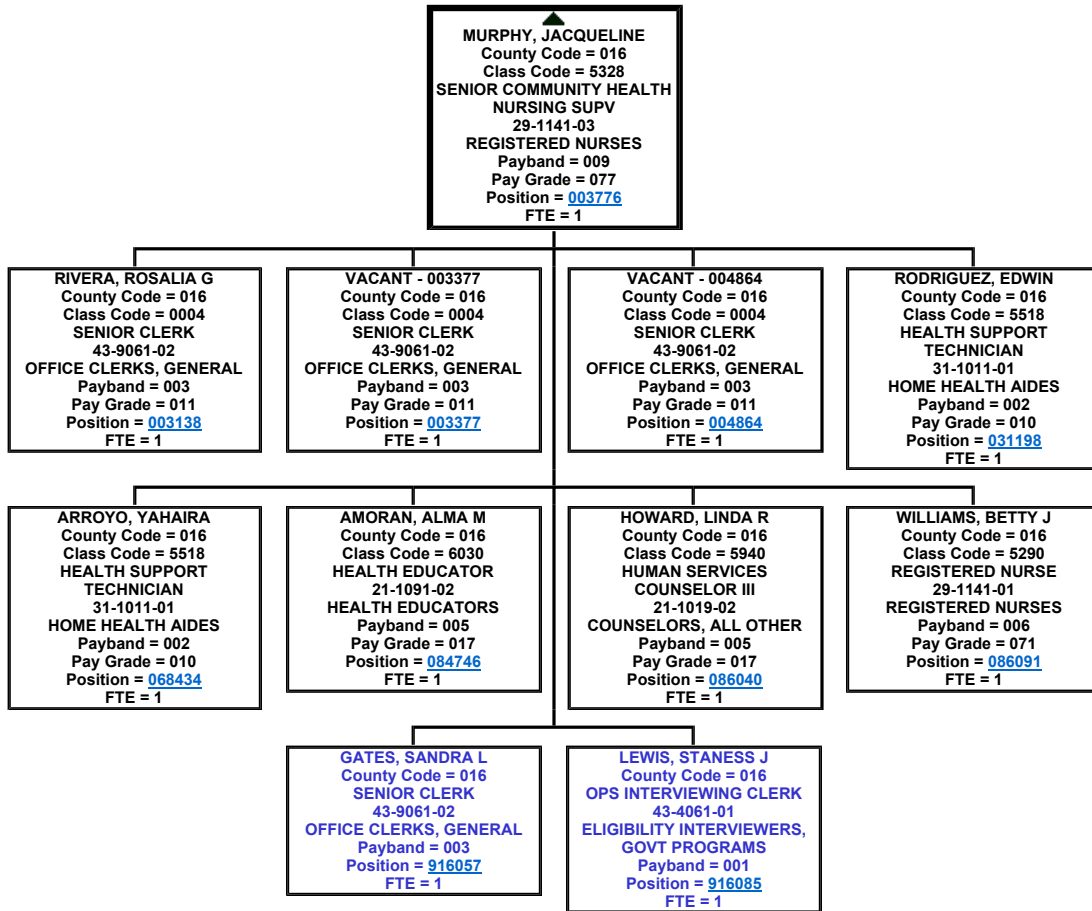 MURPHY, JACQUELINE
County Code = 016
Class Code = 5328
SENIOR COMMUNITY HEALTH
NURSING SUPV
29-1141-03
REGISTERED NURSES
Payband = 009
Pay Grade = 077
Position = 003776
FTE = 1
RIVERA, ROSALIA G
County Code = 016
Class Code = 0004
SENIOR CLERK
43-9061-02
OFFICE CLERKS, GENERAL
Payband = 003
Pay Grade = 011
Position = 003138
FTE = 1
VACANT - 003377
County Code = 016
Class Code = 0004
SENIOR CLERK
43-9061-02
OFFICE CLERKS, GENERAL
Payband = 003
Pay Grade = 011
Position = 003377
FTE = 1
VACANT - 004864
County Code = 016
Class Code = 0004
SENIOR CLERK
43-9061-02
OFFICE CLERKS, GENERAL
Payband = 003
Pay Grade = 011
Position = 004864
FTE = 1
RODRIGUEZ, EDWIN
County Code = 016
Class Code = 5518
HEALTH SUPPORT
TECHNICIAN
31-1011-01
HOME HEALTH AIDES
Payband = 002
Pay Grade = 010
Position = 031198
FTE = 1
ARROYO, YAHAIRA
County Code = 016
Class Code = 5518
HEALTH SUPPORT
TECHNICIAN
31-1011-01
HOME HEALTH AIDES
Payband = 002
Pay Grade = 010
Position = 068434
FTE = 1
AMORAN, ALMA M
County Code = 016
Class Code = 6030
HEALTH EDUCATOR
21-1091-02
HEALTH EDUCATORS
Payband = 005
Pay Grade = 017
Position = 084746
FTE = 1
HOWARD, LINDA R
County Code = 016
Class Code = 5940
HUMAN SERVICES
COUNSELOR III
21-1019-02
COUNSELORS, ALL OTHER
Payband = 005
Pay Grade = 017
Position = 086040
FTE = 1
WILLIAMS, BETTY J
County Code = 016
Class Code = 5290
REGISTERED NURSE
29-1141-01
REGISTERED NURSES
Payband = 006
Pay Grade = 071
Position = 086091
FTE = 1
GATES, SANDRA L
County Code = 016
SENIOR CLERK
43-9061-02
OFFICE CLERKS, GENERAL
Payband = 003
Position = 916057
FTE = 1
LEWIS, STANESS J
County Code = 016
OPS INTERVIEWING CLERK
43-4061-01
ELIGIBILITY INTERVIEWERS,
GOVT PROGRAMS
Payband = 001
Position = 916085
FTE = 1